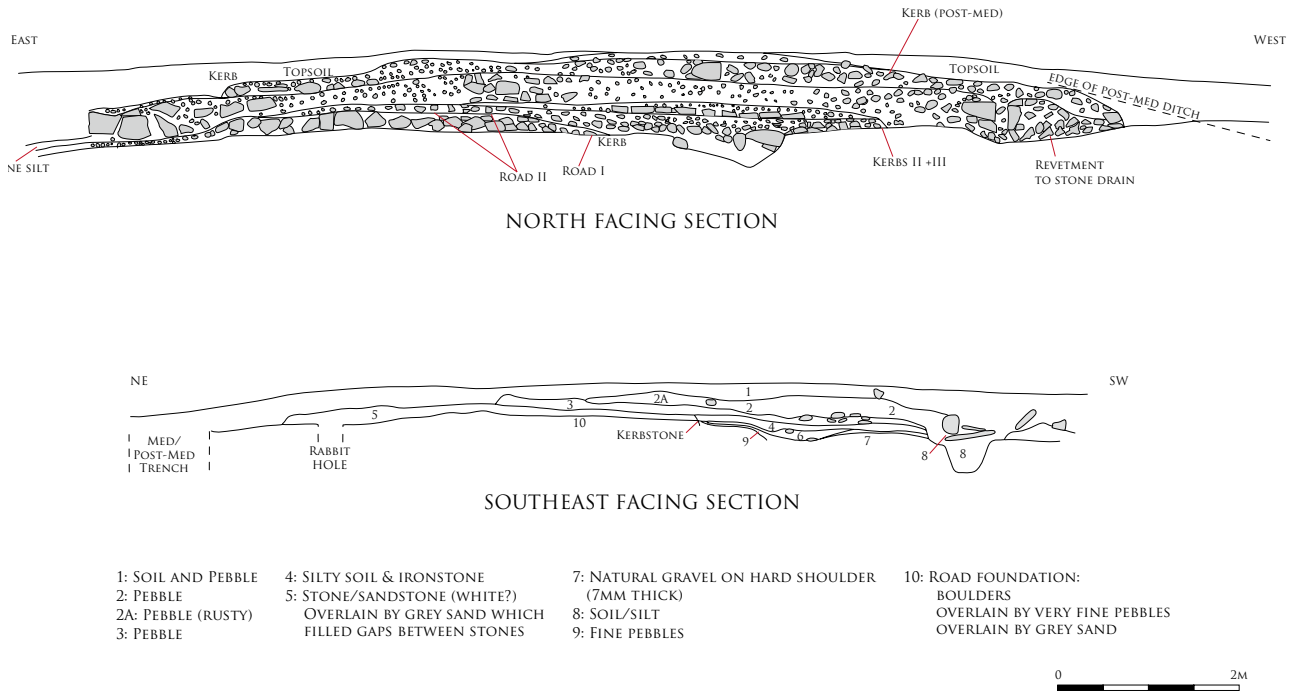 Kerb (post-med)
East
West
Kerb
Topsoil
Topsoil
Edge of Post-Med Ditch
ne silt
Road II
Road I
Kerb
Kerbs II +III
Revetment
to stone drain
NORTH FACING SECTION
NE
SW
1
2A
3
2
2
5
10
4
Kerbstone
9
6
7
8
8
Med/
Post-Med
Trench
Rabbit
hole
SOUTHEAST FACING SECTION
1: Soil and Pebble
2: Pebble
2A: Pebble (rusty)
3: Pebble
4: Silty soil & ironstone
5: Stone/sandstone (white?)
Overlain by grey sand which
filled gaps between stones
7: Natural gravel on hard shoulder
(7mm thick)
8: Soil/silt
9: Fine pebbles
10: Road foundation:
boulders
overlain by very fine pebbles
overlain by grey sand
0 2m